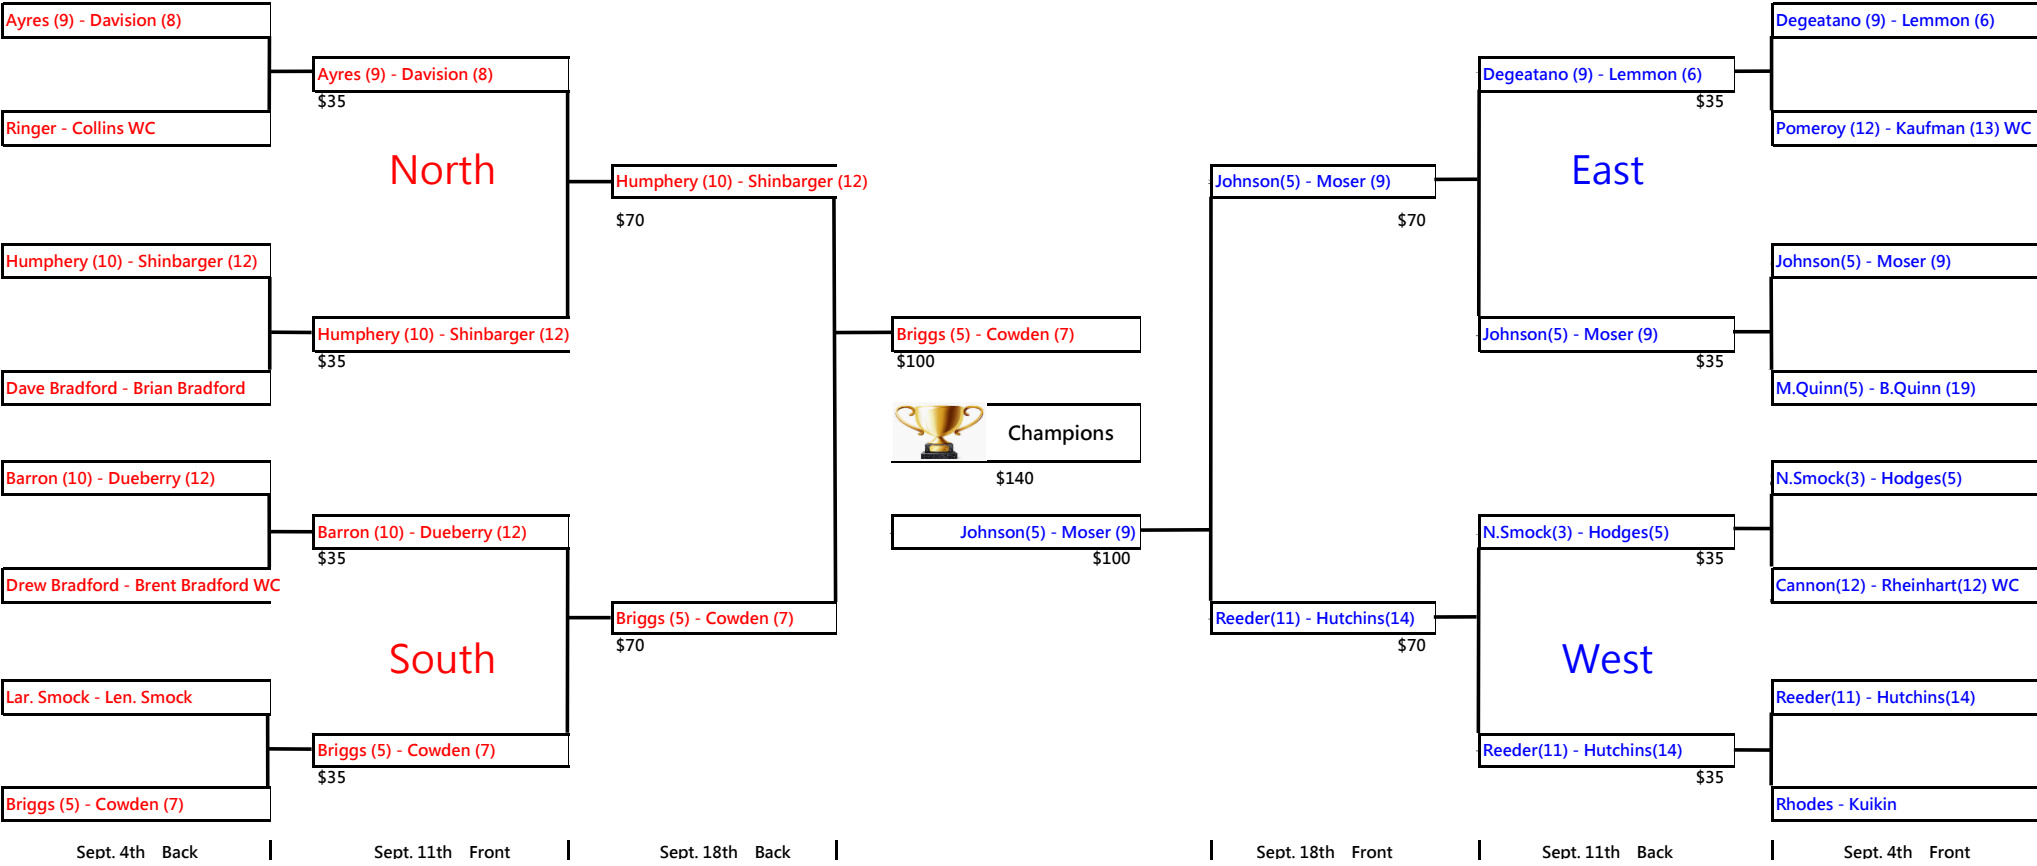 Ayres (9) - Davision (8)
Ringer - Collins WC
Humphery (10) - Shinbarger (12)
Dave Bradford - Brian Bradford
Barron (10) - Dueberry (12)
Drew Bradford - Brent Bradford WC
Lar. Smock - Len. Smock
Briggs (5) - Cowden (7)
Sept. 4th Back
Ayres (9) - Davision (8)
$35
North
Humphery (10) - Shinbarger (12)
$35
Barron (10) - Dueberry (12)
$35
South
Briggs (5) - Cowden (7)
$35
Sept. 11th Front
Humphery (10) - Shinbarger (12)
$70
Briggs (5) - Cowden (7)
$70
Sept. 18th Back
Briggs (5) - Cowden (7)
$100
Champions
$140
Johnson(5) - Moser (9)
$100
Johnson(5) - Moser (9)
$70
Reeder(11) - Hutchins(14)
$70
Sept. 18th Front
Degeatano (9) - Lemmon (6)
$35
East
Johnson(5) - Moser (9)
$35
N.Smock(3) - Hodges(5)
$35
West
Reeder(11) - Hutchins(14)
$35
Sept. 11th Back
Degeatano (9) - Lemmon (6)
Pomeroy (12) - Kaufman (13) WC
Johnson(5) - Moser (9)
M.Quinn(5) - B.Quinn (19)
N.Smock(3) - Hodges(5)
Cannon(12) - Rheinhart(12) WC
Reeder(11) - Hutchins(14)
Rhodes - Kuikin
Sept. 4th Front